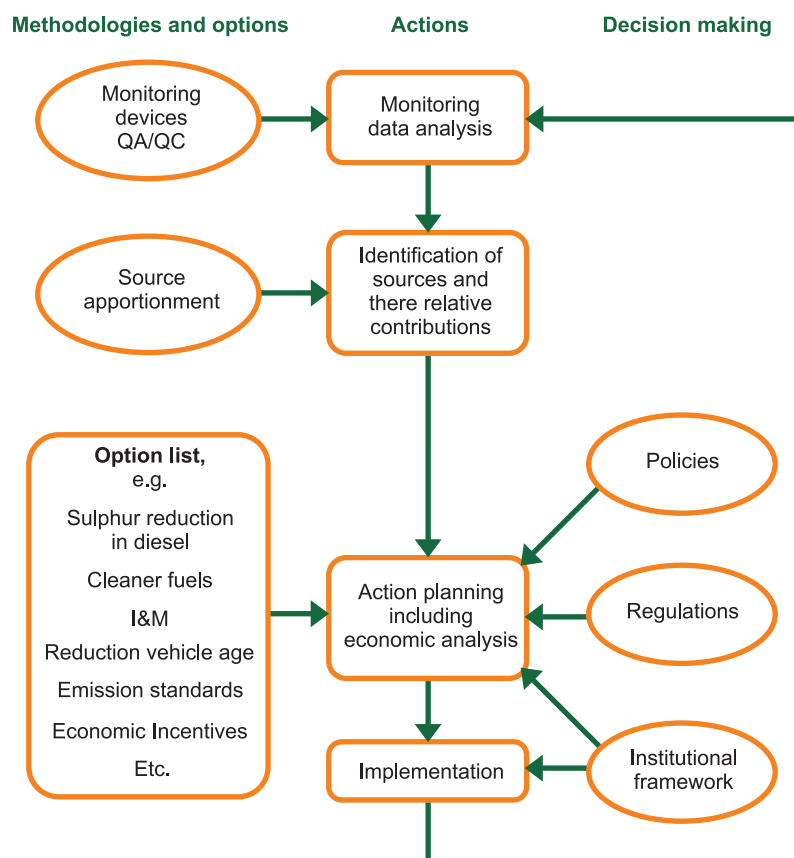 Methodologies and options
Actions
Decision making
Monitoring
devices
QA/QC
Monitoring
data analysis
Source
apportionment
Identification of
sources and
there relative
contributions
Option list,
e.g.
Sulphur reduction
in diesel
Cleaner fuels
I&M
Reduction vehicle age
Emission standards
Economic Incentives
Etc.
Action planning
including
economic analysis
Implementation
Policies
Regulations
Institutional
framework